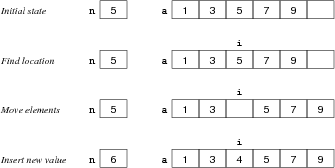 Initial state n 5 a 1 3 5 7 9
i
Find location n 5 a 1 3 5 7 9
i
Move elements n 5 a 1 3 5 7 9
i
Insert new value n 6 a 1 3 4 5 7 9